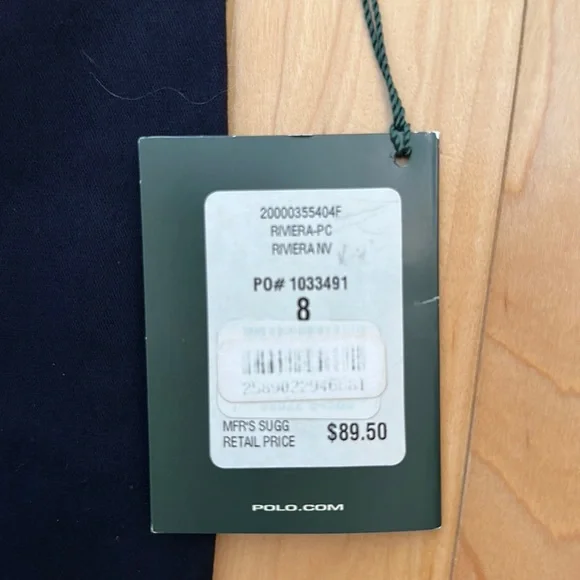 20000355404F
RIVIERA-PC
RIVIERA NV
PO# 1033491
8
MFR'S SUGG
RETAIL PRICE
$89.50
POLO.COM